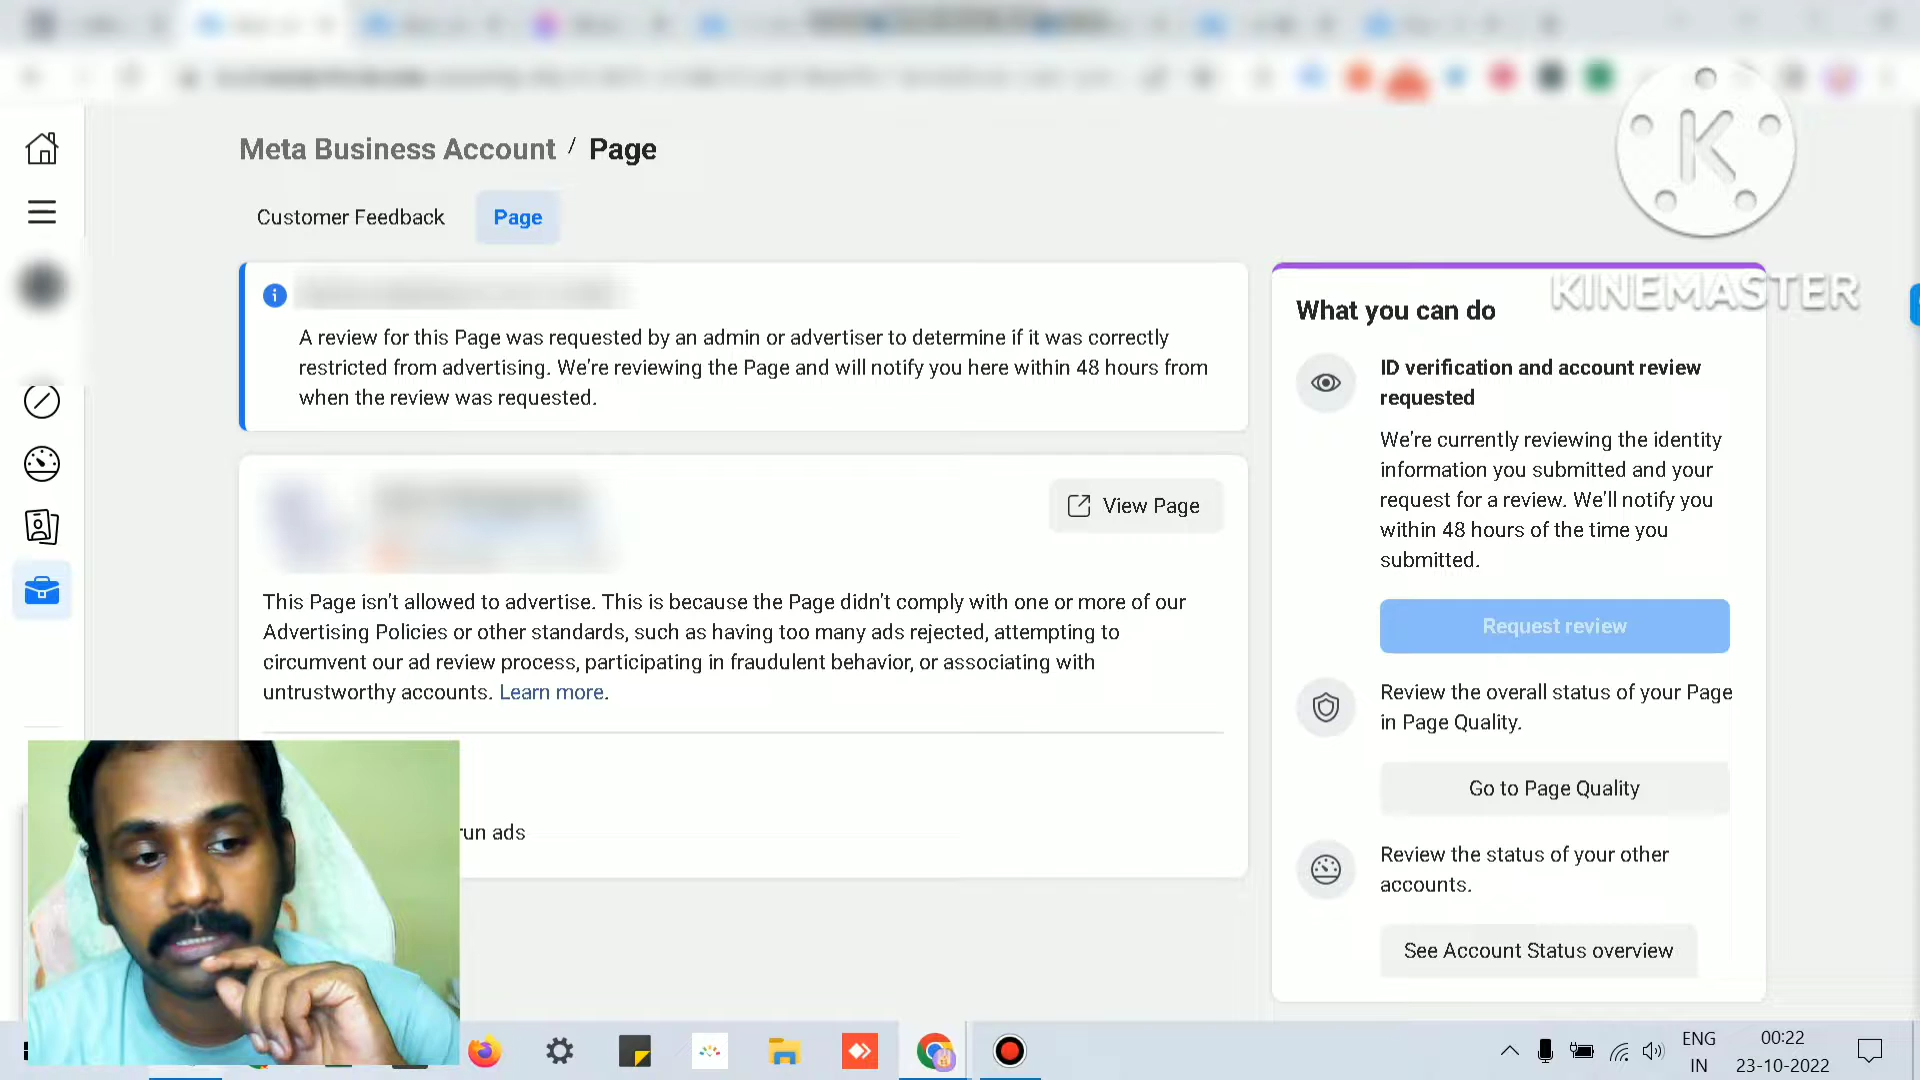 Meta Business Account / Page
Customer Feedback
Page
A review for this Page was requested by an admin or advertiser to determine if it was correctly
restricted from advertising. We're reviewing the Page and will notify you here within 48 hours from
when the review was requested.
View Page
This Page isn't allowed to advertise. This is because the Page didn't comply with one or more of our
Advertising Policies or other standards, such as having too many ads rejected, attempting to
circumvent our ad review process, participating in fraudulent behavior, or associating with
untrustworthy accounts. Learn more.
run ads
K
KINEMASTER
What you can do
ID verification and account review
requested
We're currently reviewing the identity
information you submitted and your
request for a review. We'll notify you
within 48 hours of the time you
submitted.
Request review
Review the overall status of your Page
in Page Quality.
Go to Page Quality
Review the status of your other
accounts.
See Account Status overview
ENG
IN
00:22
23-10-2022